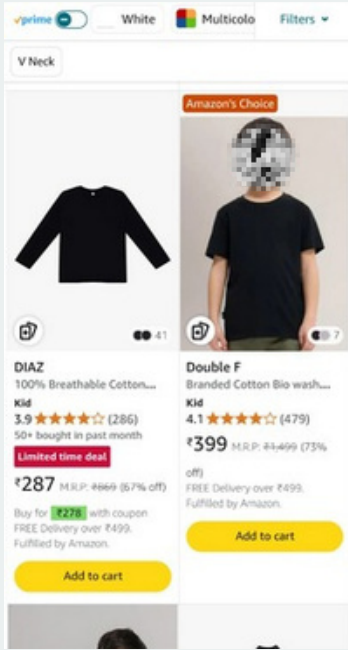 prime
White
Multicolo
Filters
V Neck
Amazon's Choice
41
7
DIAZ
100% Breathable Cotton...
Kid
3.9 (286)
50+ bought in past month
Limited time deal
₹287 M.R.P: ₹869 (67% off)
Buy for ₹278 with coupon
FREE Delivery over ₹499.
Fulfilled by Amazon.
Add to cart
Double F
Branded Cotton Bio wash...
Kid
4.1 (479)
₹399 M.R.P: ₹1,499 (73%
off)
FREE Delivery over ₹499.
Fulfilled by Amazon.
Add to cart